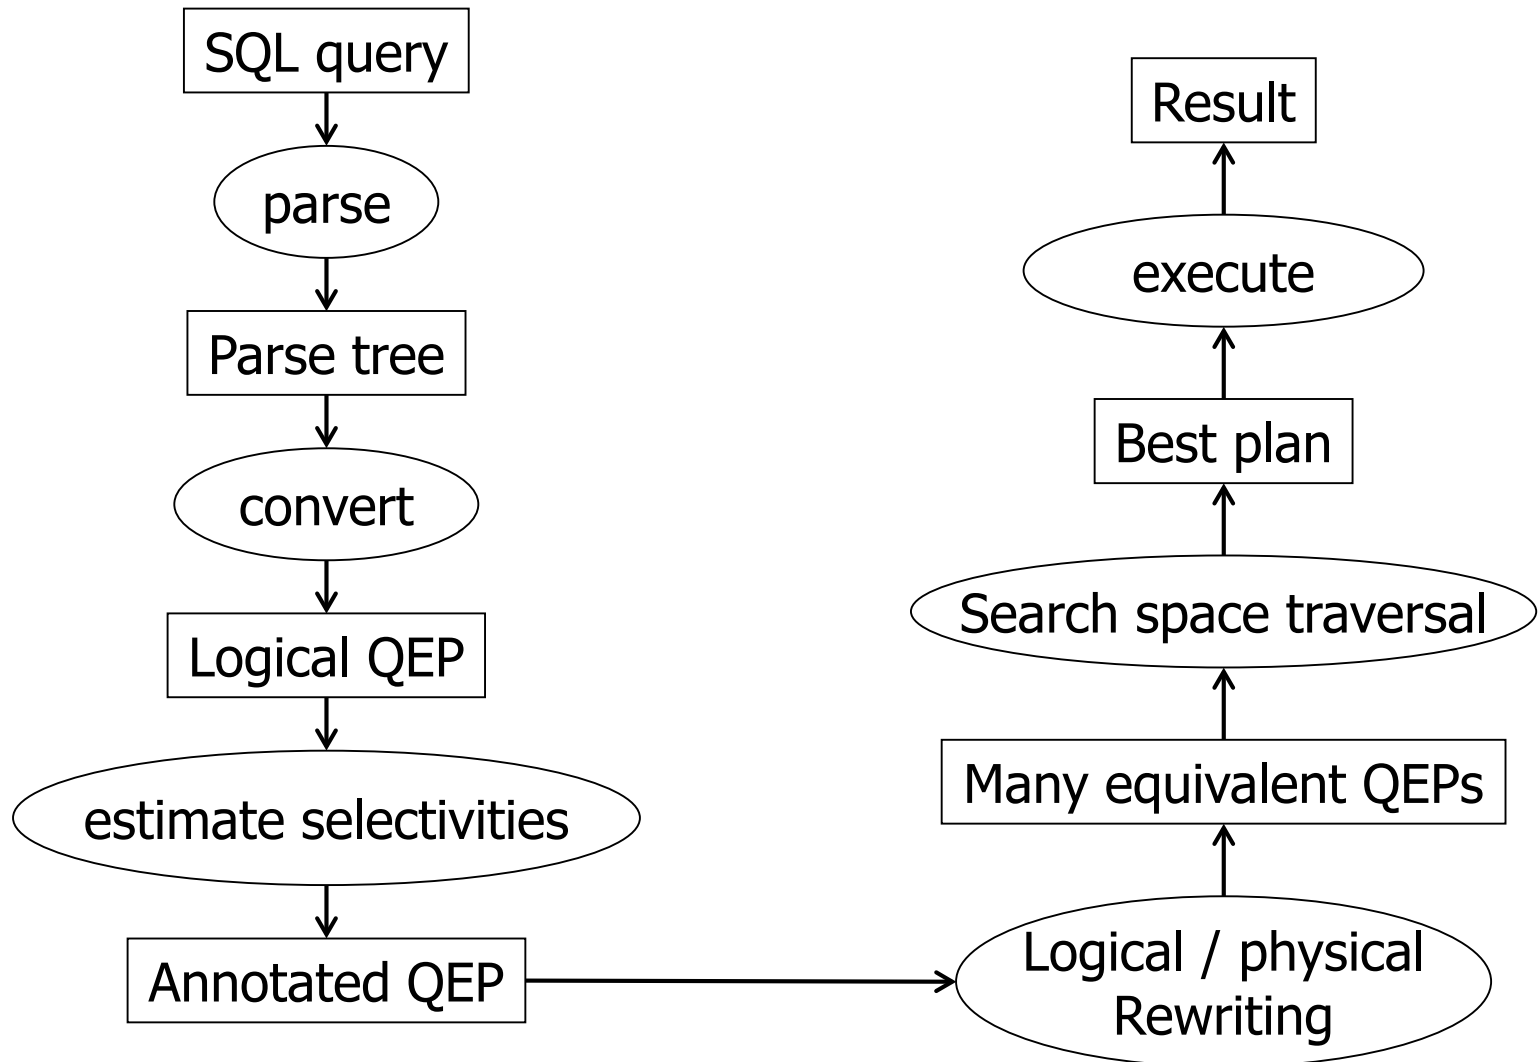 SQL query
parse
Parse tree
convert
Logical QEP
estimate selectivities
Annotated QEP
Logical / physical
Rewriting
Many equivalent QEPs
Search space traversal
Best plan
execute
Result